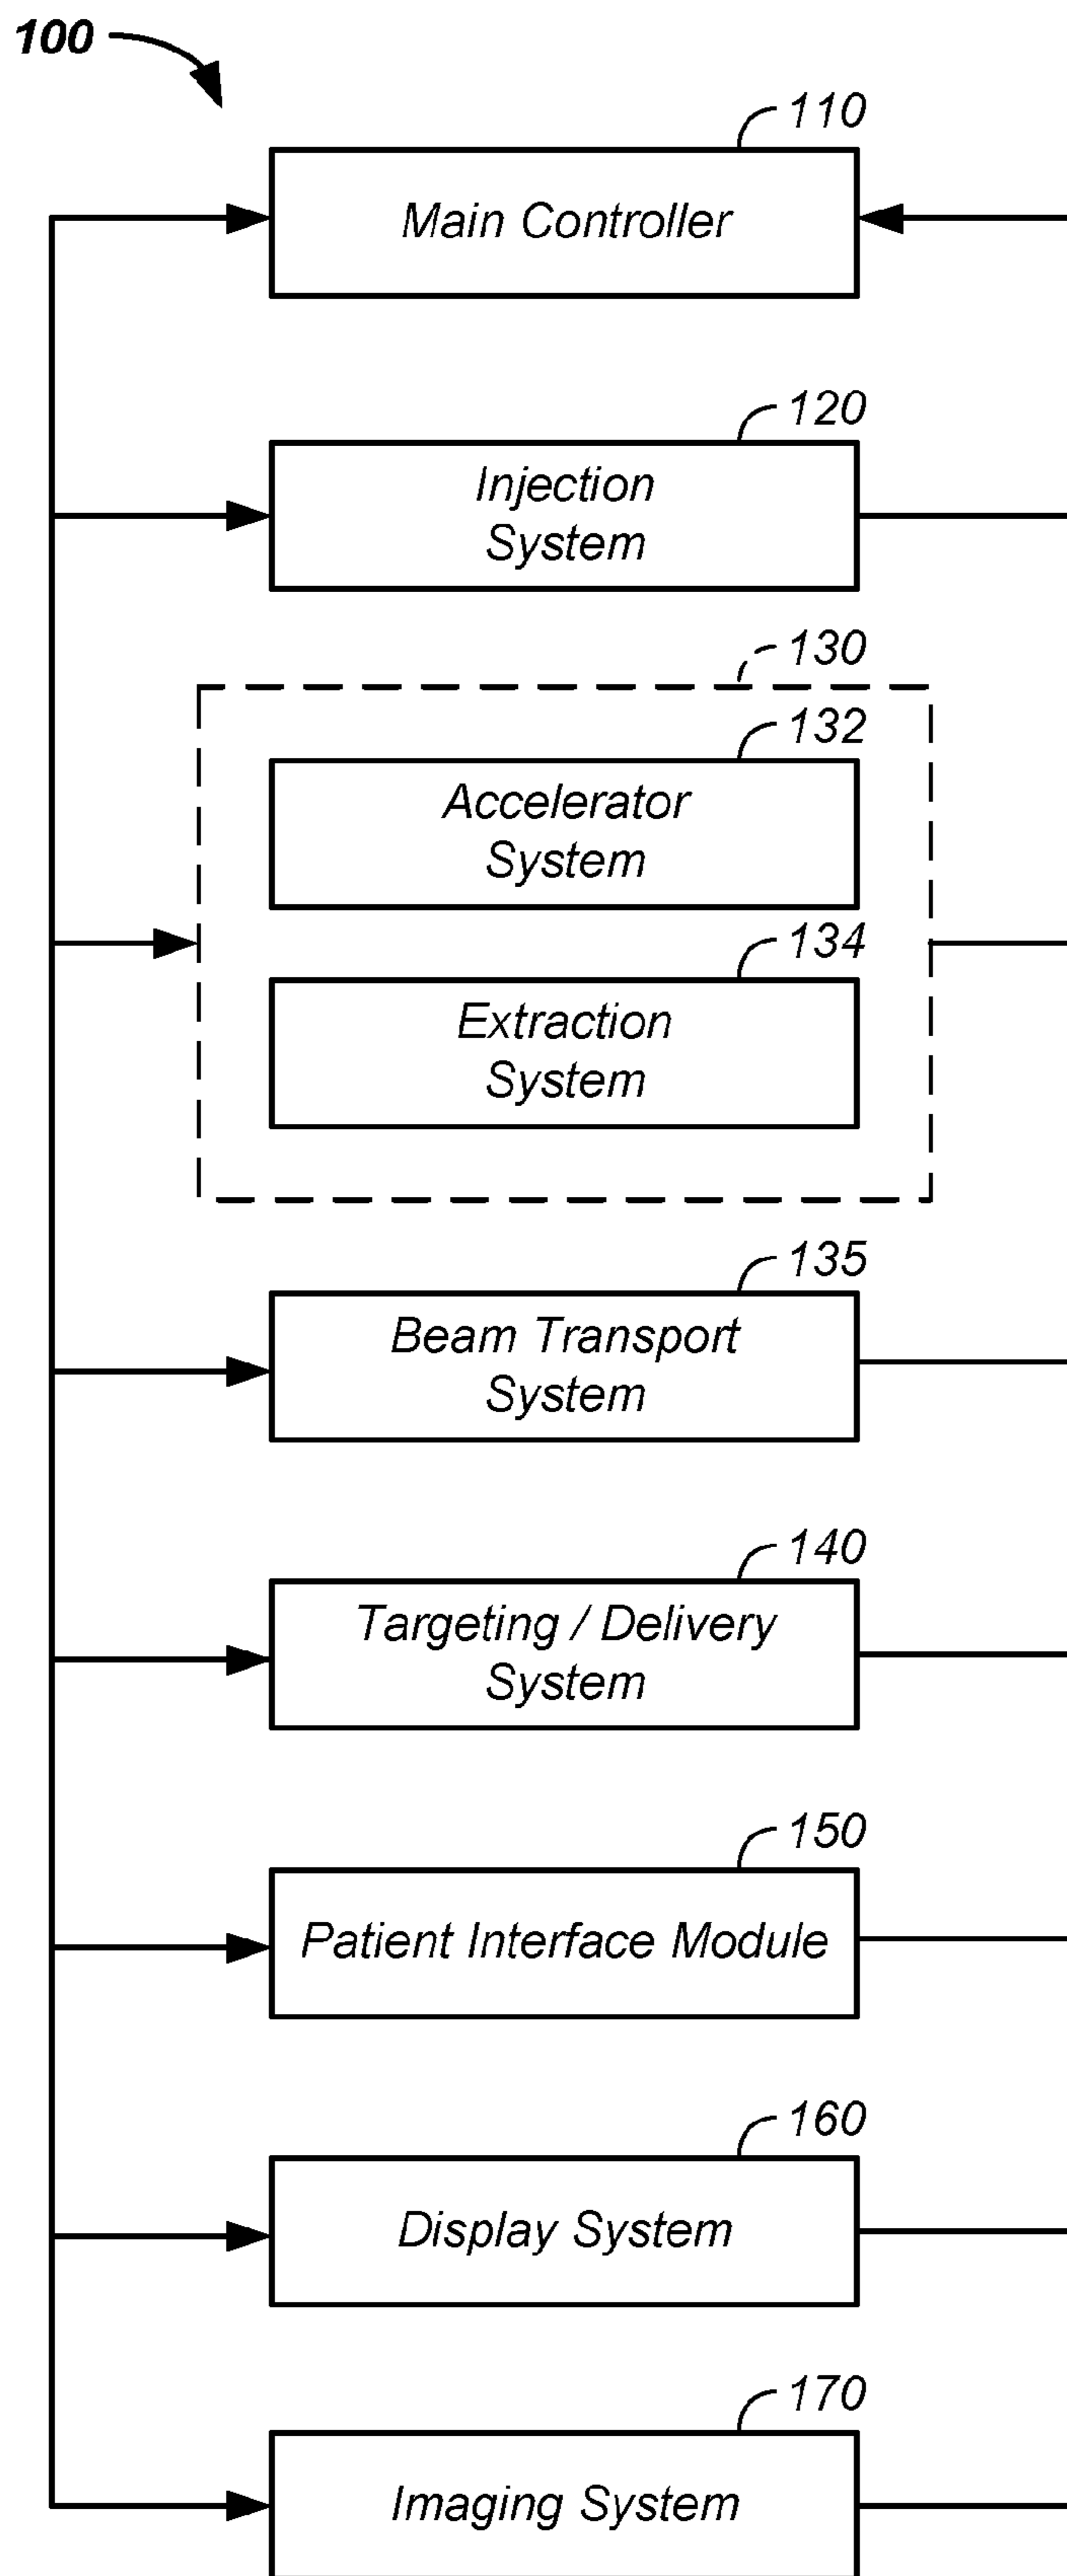 100
110
Main Controller
120
Injection
System
130
132
Accelerator
System
134
Extraction
System
135
Beam Transport
System
140
Targeting / Delivery
System
150
Patient Interface Module
160
Display System
170
Imaging System